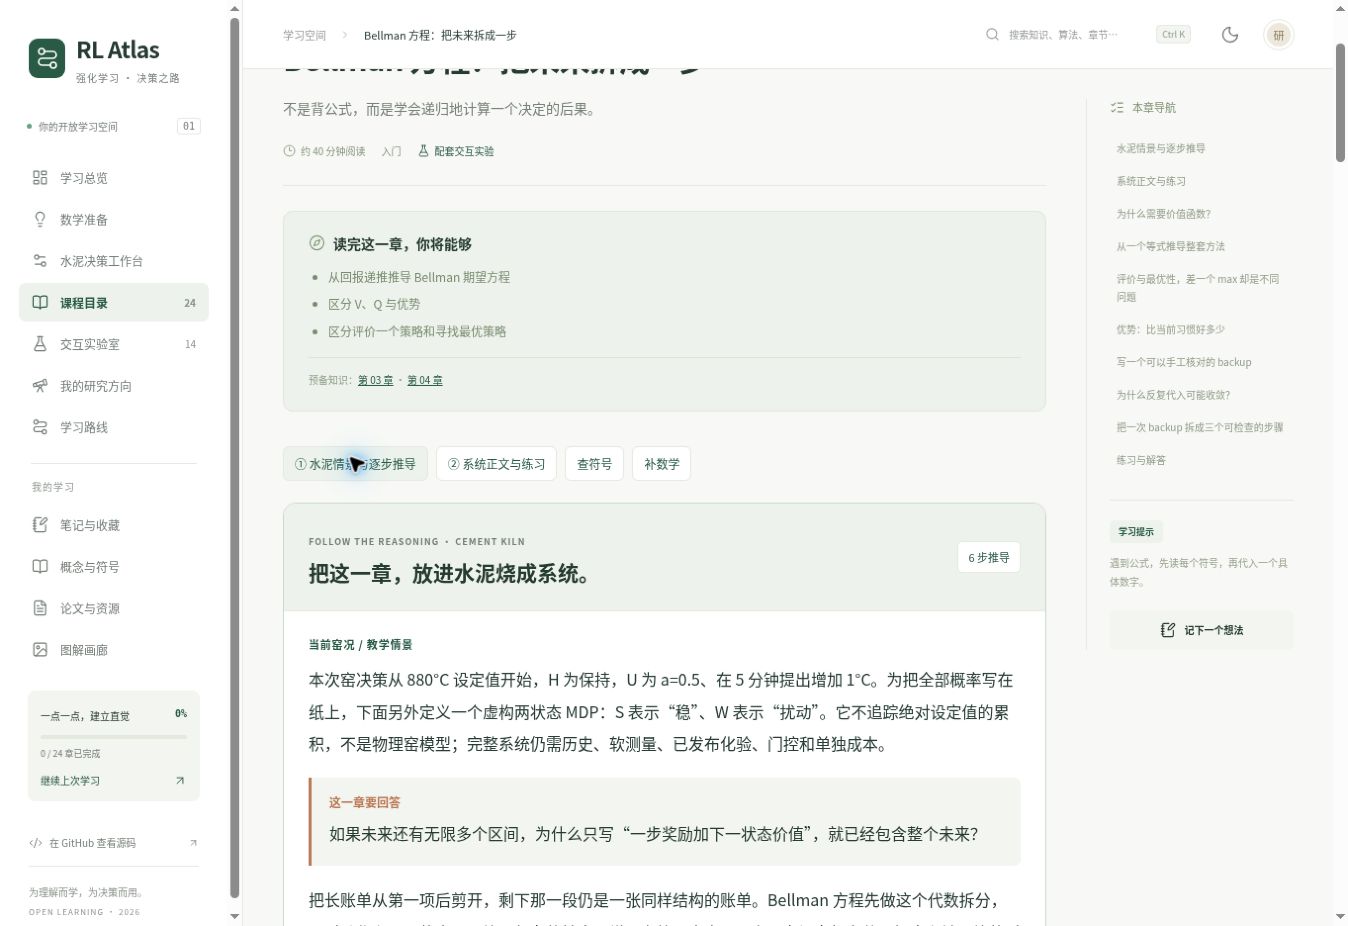 RL Atlas
强化学习 · 决策之路
你的开放学习空间 01
学习总览
数学准备
水泥决策工作台
课程目录 24
交互实验室 14
我的研究方向
学习路线
我的学习
笔记与收藏
概念与符号
论文与资源
图解画廊
一点一点，建立直觉 0%
0 / 24 章已完成
继续上次学习
在 GitHub 查看源码
为理解而学，为决策而用。
OPEN LEARNING · 2026
学习空间 Bellman 方程：把未来拆成一步
搜索知识、算法、章节… Ctrl K 研
Bellman 方程：把未来拆成一步
不是背公式，而是学会递归地计算一个决定的后果。
约 40 分钟阅读 入门 配套交互实验
读完这一章，你将能够
从回报递推推导 Bellman 期望方程
区分 V、Q 与优势
区分评价一个策略和寻找最优策略
预备知识：第 03 章 · 第 04 章
① 水泥情景与逐步推导 ② 系统正文与练习 查符号 补数学
FOLLOW THE REASONING · CEMENT KILN
把这一章，放进水泥烧成系统。
6 步推导
当前窑况 / 教学情景
本次窑决策从 880°C 设定值开始，H 为保持，U 为 a=0.5、在 5 分钟提出增加 1°C。为把全部概率写在
纸上，下面另外定义一个虚构两状态 MDP：S 表示“稳”、W 表示“扰动”。它不追踪绝对设定值的累
积，不是物理窑模型；完整系统仍需历史、软测量、已发布化验、门控和单独成本。
这一章要回答
如果未来还有无限多个区间，为什么只写“一步奖励加下一状态价值”，就已经包含整个未来？
把长账单从第一项后剪开，剩下那一段仍是一张同样结构的账单。Bellman 方程先做这个代数拆分，
本章导航
水泥情景与逐步推导
系统正文与练习
为什么需要价值函数？
从一个等式推导整套方法
评价与最优性，差一个 max 却是不同
问题
优势：比当前习惯好多少
写一个可以手工核对的 backup
为什么反复代入可能收敛？
把一次 backup 拆成三个可检查的步骤
练习与解答
学习提示
遇到公式，先读每个符号，再代入一个具
体数字。
记下一个想法